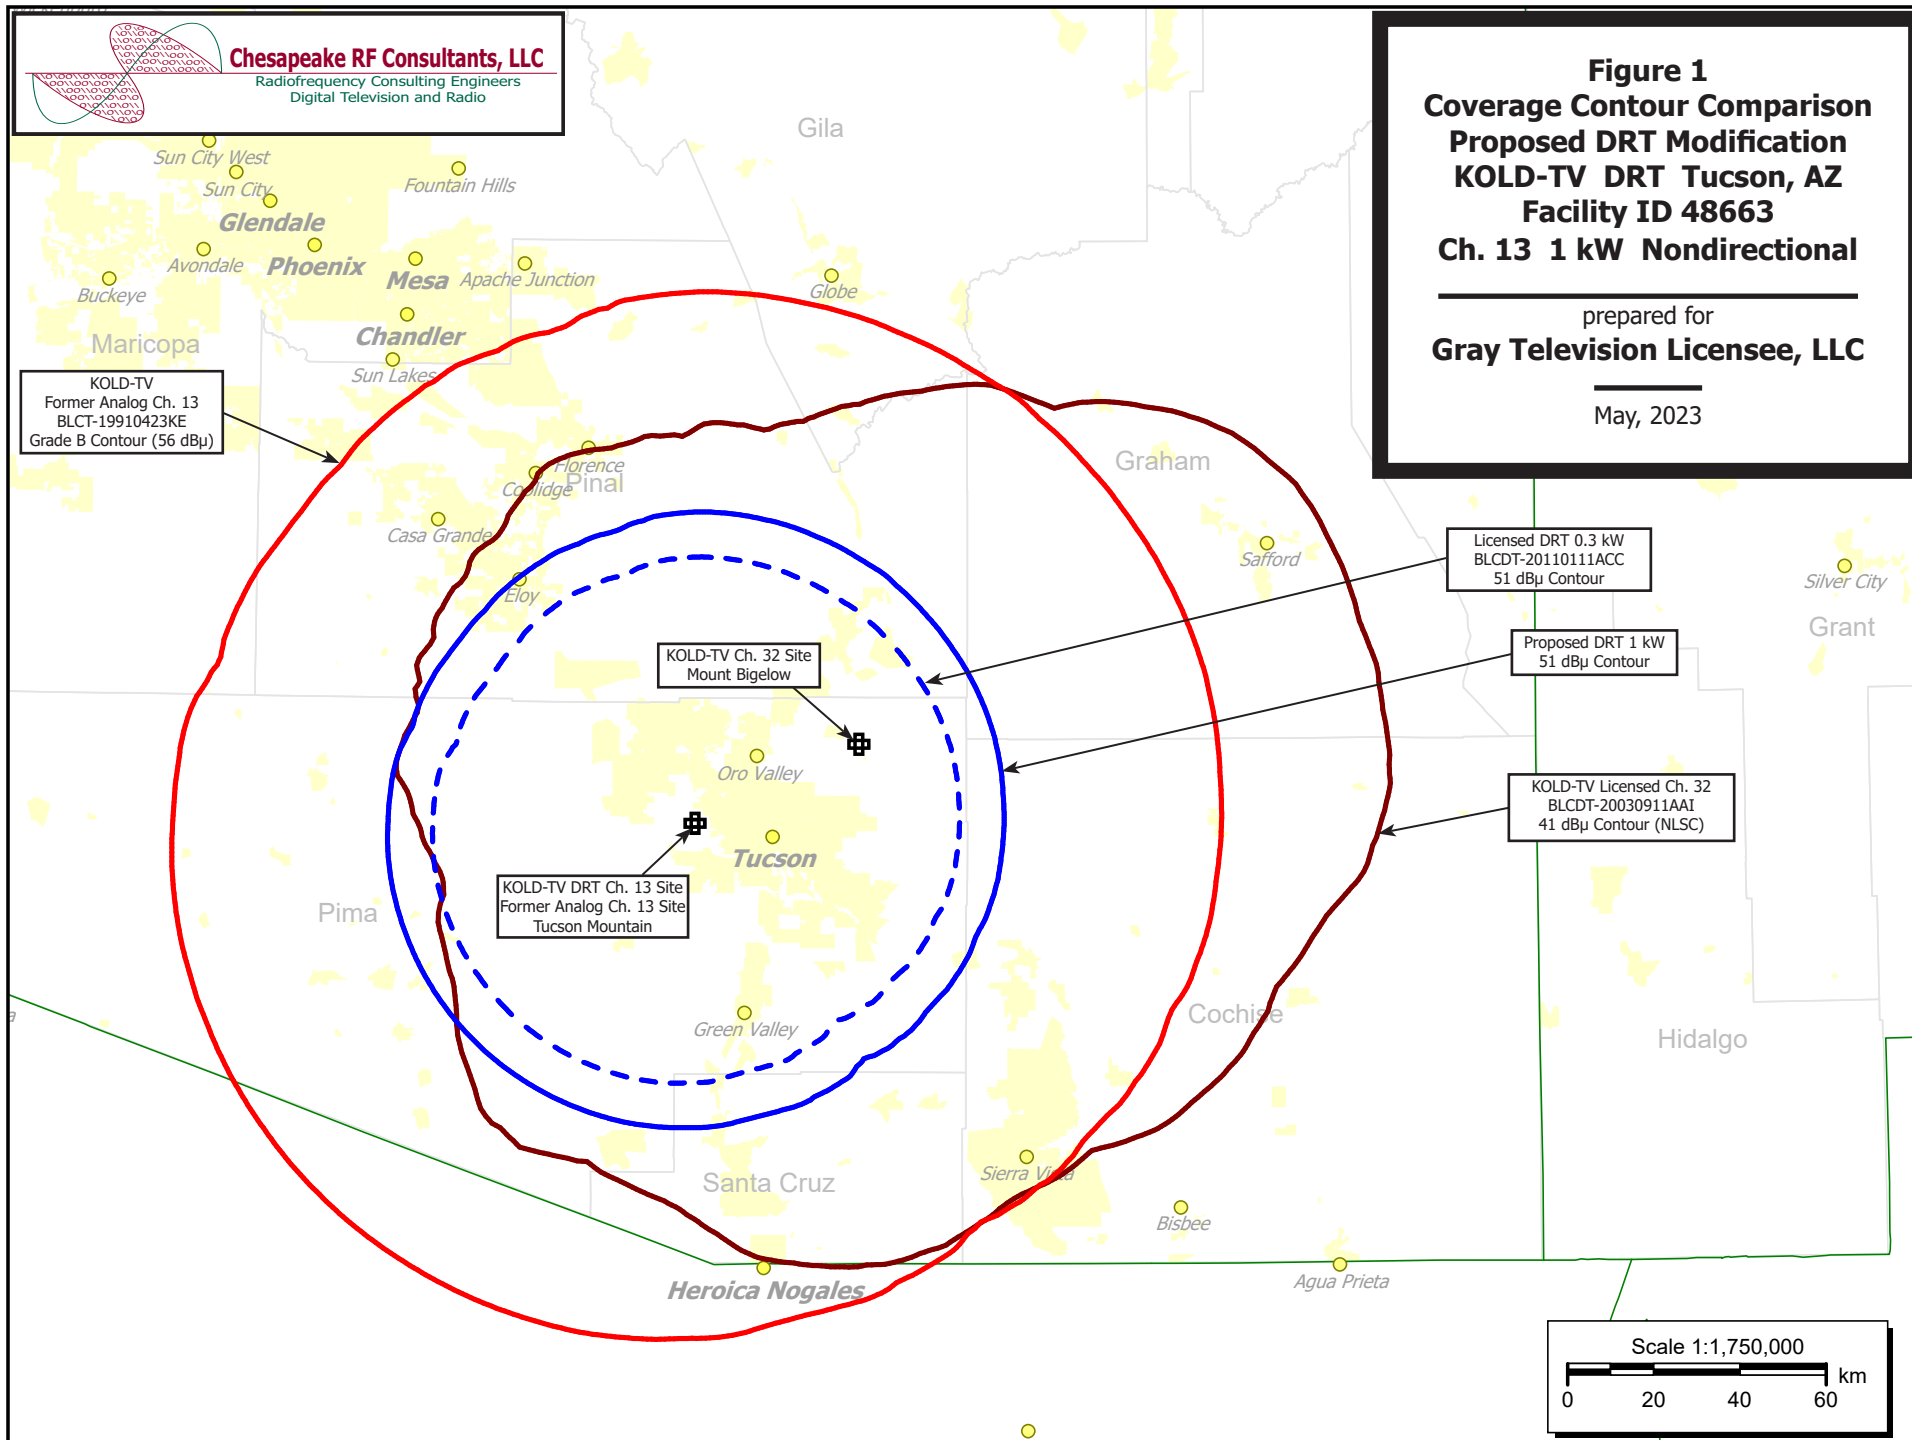 Chesapeake RF Consultants, LLC
Radiofrequency Consulting Engineers
Digital Television and Radio
Figure 1
Coverage Contour Comparison
Proposed DRT Modification
KOLD-TV DRT Tucson, AZ
Facility ID 48663
Ch. 13 1 kW Nondirectional
prepared for
Gray Television Licensee, LLC
May, 2023
Gila
Sun City West
Sun City
Fountain Hills
Glendale
Avondale
Phoenix
Mesa
Apache Junction
Buckeye
Globe
Chandler
Maricopa
Sun Lakes
KOLD-TV
Former Analog Ch. 13
BLCT-19910423KE
Grade B Contour (56 dBµ)
Florence
Coolidge
Pinal
Graham
Casa Grande
Safford
Eloy
Licensed DRT 0.3 kW
BLCDT-20110111ACC
51 dBµ Contour
Silver City
Grant
Proposed DRT 1 kW
51 dBµ Contour
KOLD-TV Ch. 32 Site
Mount Bigelow
Oro Valley
KOLD-TV Licensed Ch. 32
BLCDT-20030911AAI
41 dBµ Contour (NLSC)
Tucson
KOLD-TV DRT Ch. 13 Site
Former Analog Ch. 13 Site
Tucson Mountain
Pima
Green Valley
Cochise
Hidalgo
Santa Cruz
Sierra Vista
Bisbee
Heroica Nogales
Agua Prieta
Scale 1:1,750,000
km
0 20 40 60